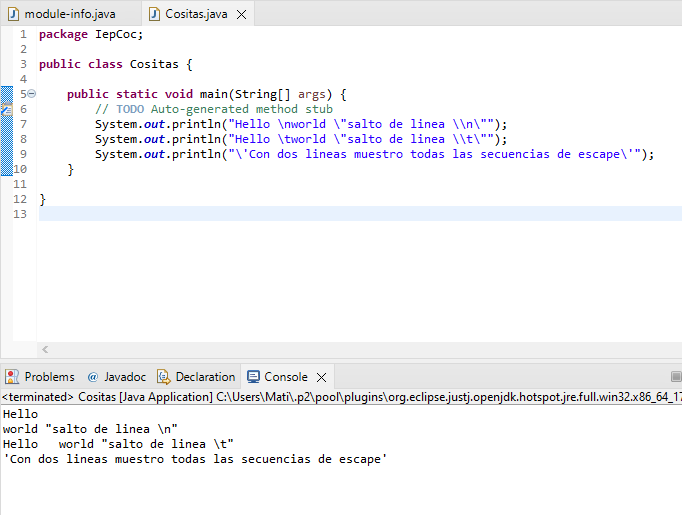 module-info.java Cositas.java
1 package IepCoc;
2
3 public class Cositas {
4
5 public static void main(String[] args) {
6 // TODO Auto-generated method stub
7 System.out.println("Hello \nworld \"salto de linea \\n\"");
8 System.out.println("Hello \tworld \"salto de linea \\t\"");
9 System.out.println("\'Con dos lineas muestro todas las secuencias de escape\'");
10 }
11
12 }
13
Problems @ Javadoc Declaration Console
<terminated> Cositas [Java Application] C:\Users\Mati\.p2\pool\plugins\org.eclipse.justj.openjdk.hotspot.jre.full.win32.x86_64_17
Hello
world "salto de linea \n"
Hello   world "salto de linea \t"
'Con dos lineas muestro todas las secuencias de escape'